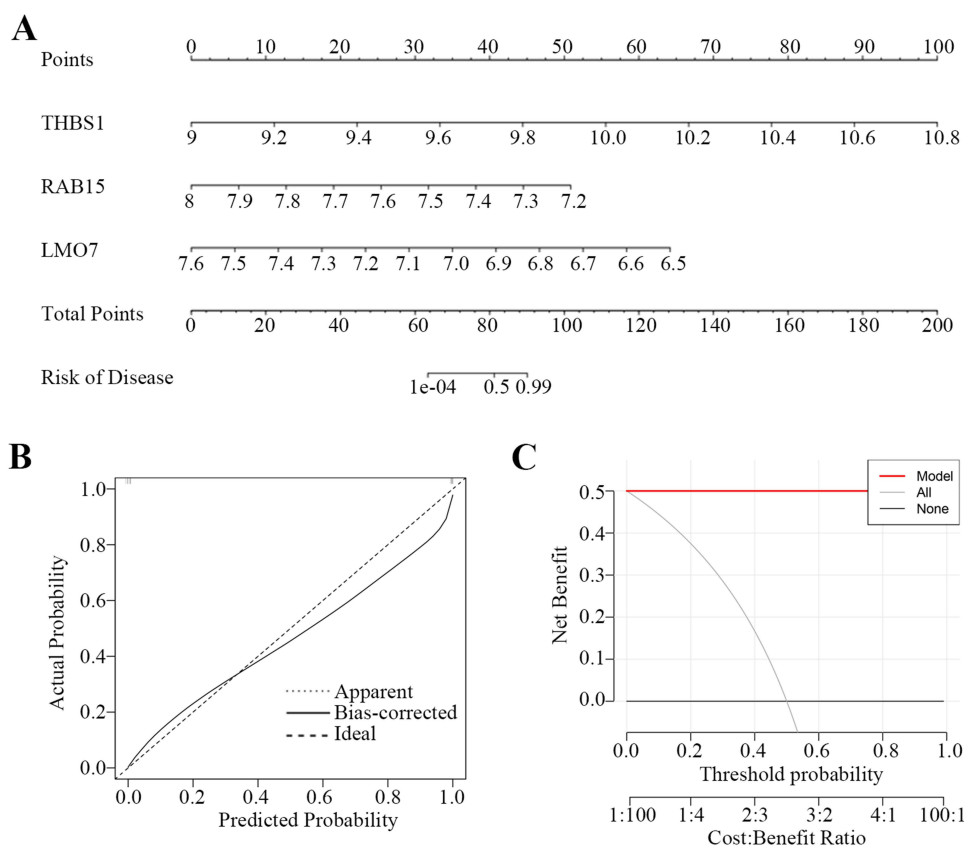 A
Points 0 10 20 30 40 50 60 70 80 90 100
THBS1 9 9.2 9.4 9.6 9.8 10.0 10.2 10.4 10.6 10.8
RAB15 8 7.9 7.8 7.7 7.6 7.5 7.4 7.3 7.2
LMO7 7.6 7.5 7.4 7.3 7.2 7.1 7.0 6.9 6.8 6.7 6.6 6.5
Total Points 0 20 40 60 80 100 120 140 160 180 200
Risk of Disease 1e-04 0.5 0.99
B
Actual Probability
1.0
0.8
0.6
0.4
0.2
0.0
Apparent
Bias-corrected
Ideal
0.0 0.2 0.4 0.6 0.8 1.0
Predicted Probability
C
Net Benefit
0.5
0.4
0.3
0.2
0.1
0.0
Model
All
None
0.0 0.2 0.4 0.6 0.8 1.0
Threshold probability
1:100 1:4 2:3 3:2 4:1 100:1
Cost:Benefit Ratio